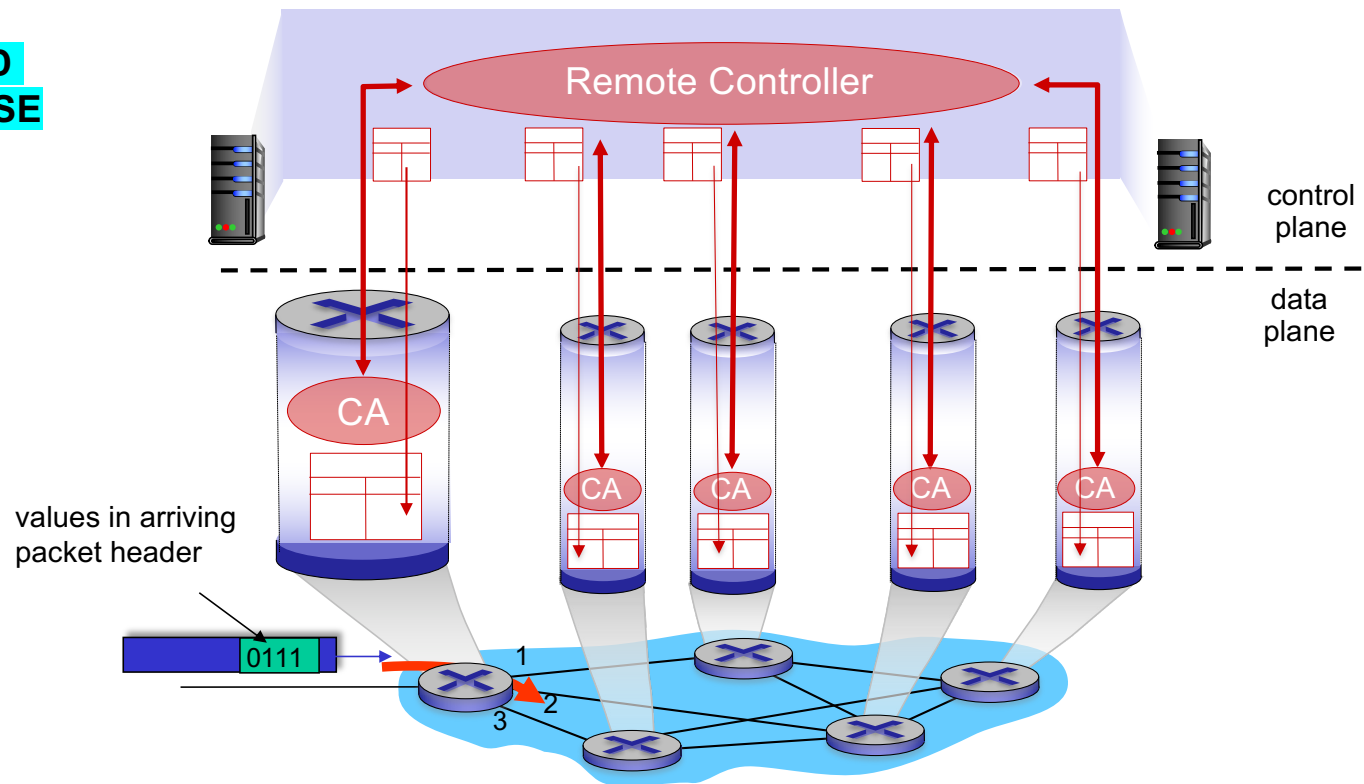 Remote Controller
control
plane
data
plane
CA
CA
CA
CA
CA
values in arriving
packet header
0111
1
2
3